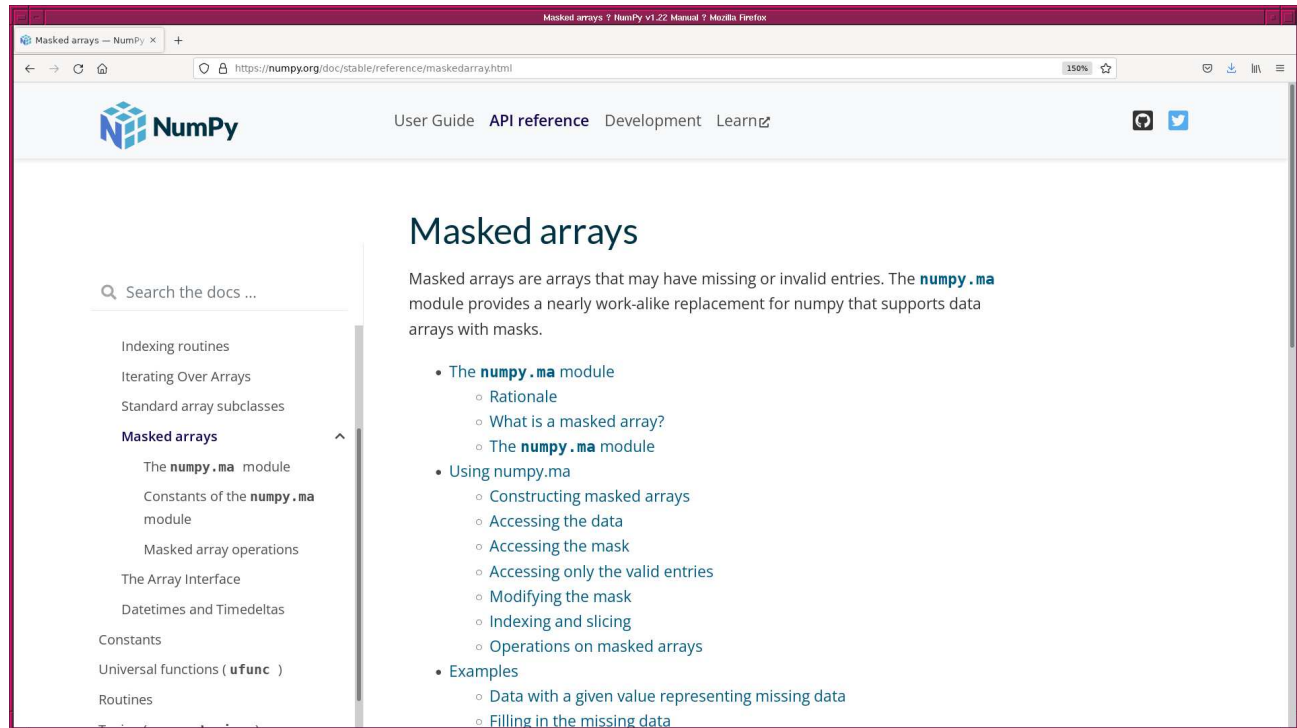 Masked arrays ? NumPy v1.22 Manual ? Mozilla Firefox
Masked arrays — NumPy
https://numpy.org/doc/stable/reference/maskedarray.html
150%
NumPy
User Guide API reference Development Learn
Masked arrays
Masked arrays are arrays that may have missing or invalid entries. The numpy.ma
module provides a nearly work-alike replacement for numpy that supports data
arrays with masks.
• The numpy.ma module
◦ Rationale
◦ What is a masked array?
◦ The numpy.ma module
• Using numpy.ma
◦ Constructing masked arrays
◦ Accessing the data
◦ Accessing the mask
◦ Accessing only the valid entries
◦ Modifying the mask
◦ Indexing and slicing
◦ Operations on masked arrays
• Examples
◦ Data with a given value representing missing data
◦ Filling in the missing data
Search the docs ...
Indexing routines
Iterating Over Arrays
Standard array subclasses
Masked arrays
The numpy.ma module
Constants of the numpy.ma
module
Masked array operations
The Array Interface
Datetimes and Timedeltas
Constants
Universal functions ( ufunc )
Routines